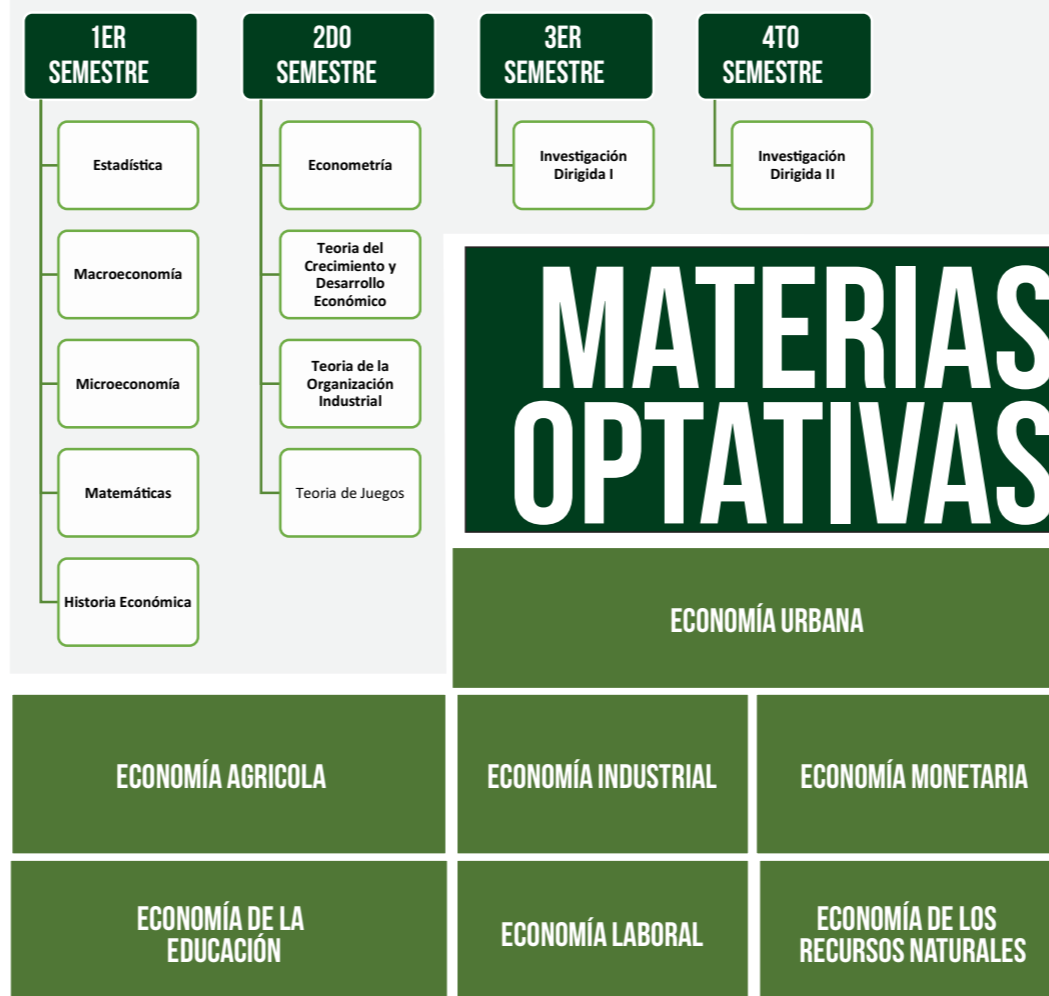 1ER
SEMESTRE
Estadística
Macroeconomía
Microeconomía
Matemáticas
Historia Económica
2DO
SEMESTRE
Econometría
Teoria del
Crecimiento y
Desarrollo
Económico
Teoria de la
Organización
Industrial
Teoria de Juegos
3ER
SEMESTRE
Investigación
Dirigida I
4TO
SEMESTRE
Investigación
Dirigida II
MATERIAS
OPTATIVAS
ECONOMÍA URBANA
ECONOMÍA AGRICOLA
ECONOMÍA INDUSTRIAL
ECONOMÍA MONETARIA
ECONOMÍA DE LA
EDUCACIÓN
ECONOMÍA LABORAL
ECONOMÍA DE LOS
RECURSOS NATURALES